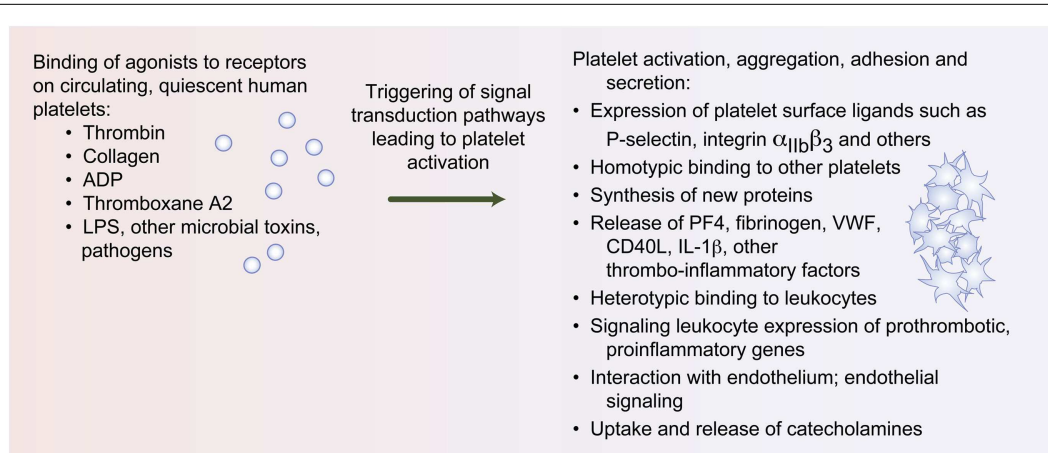 Binding of agonists to receptors
on circulating, quiescent human
platelets:
• Thrombin
• Collagen
• ADP
• Thromboxane A2
• LPS, other microbial toxins,
pathogens
Triggering of signal
transduction pathways
leading to platelet
activation
Platelet activation, aggregation, adhesion and
secretion:
• Expression of platelet surface ligands such as
P-selectin, integrin αIIbβ3 and others
• Homotypic binding to other platelets
• Synthesis of new proteins
• Release of PF4, fibrinogen, VWF,
CD40L, IL-1β, other
thrombo-inflammatory factors
• Heterotypic binding to leukocytes
• Signaling leukocyte expression of prothrombotic,
proinflammatory genes
• Interaction with endothelium; endothelial
signaling
• Uptake and release of catecholamines